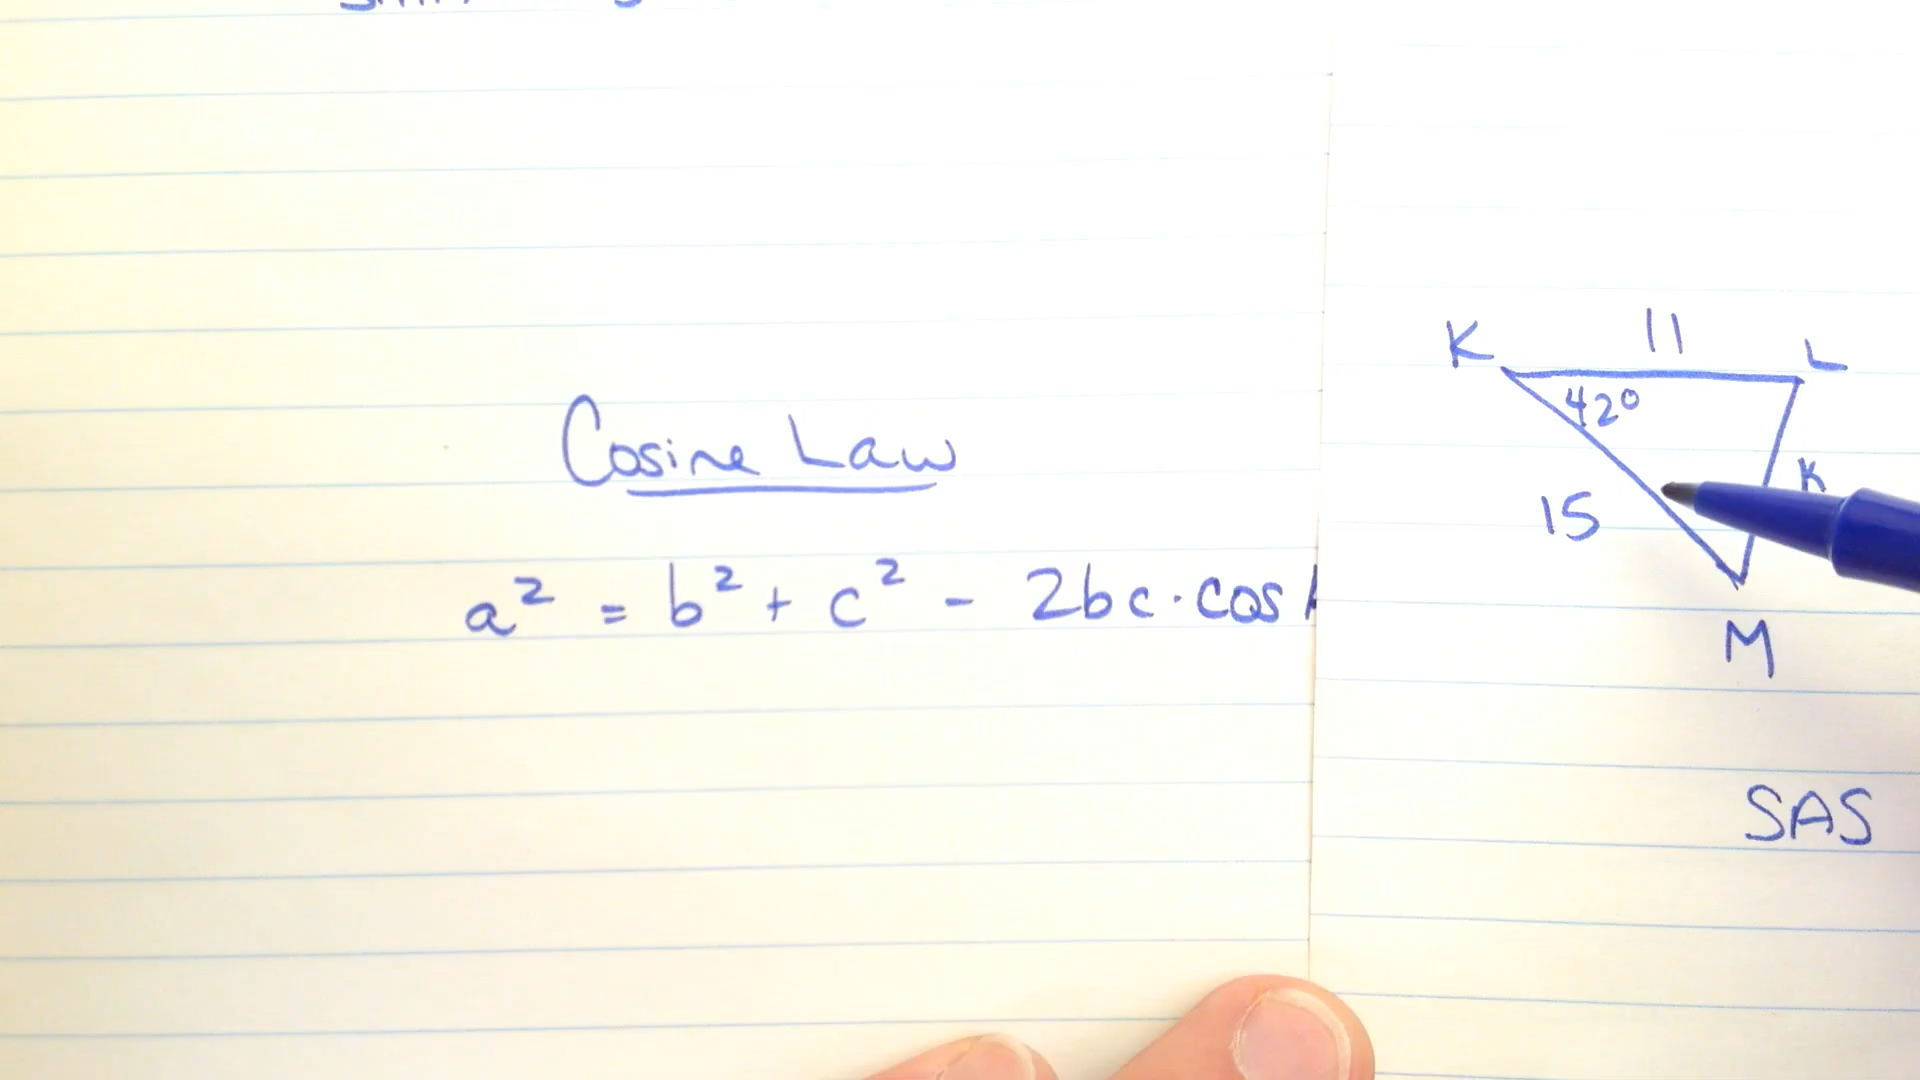 Cosine Law
a² = b² + c² - 2bc · cos
K 11 L
42°
K
15
M
SAS